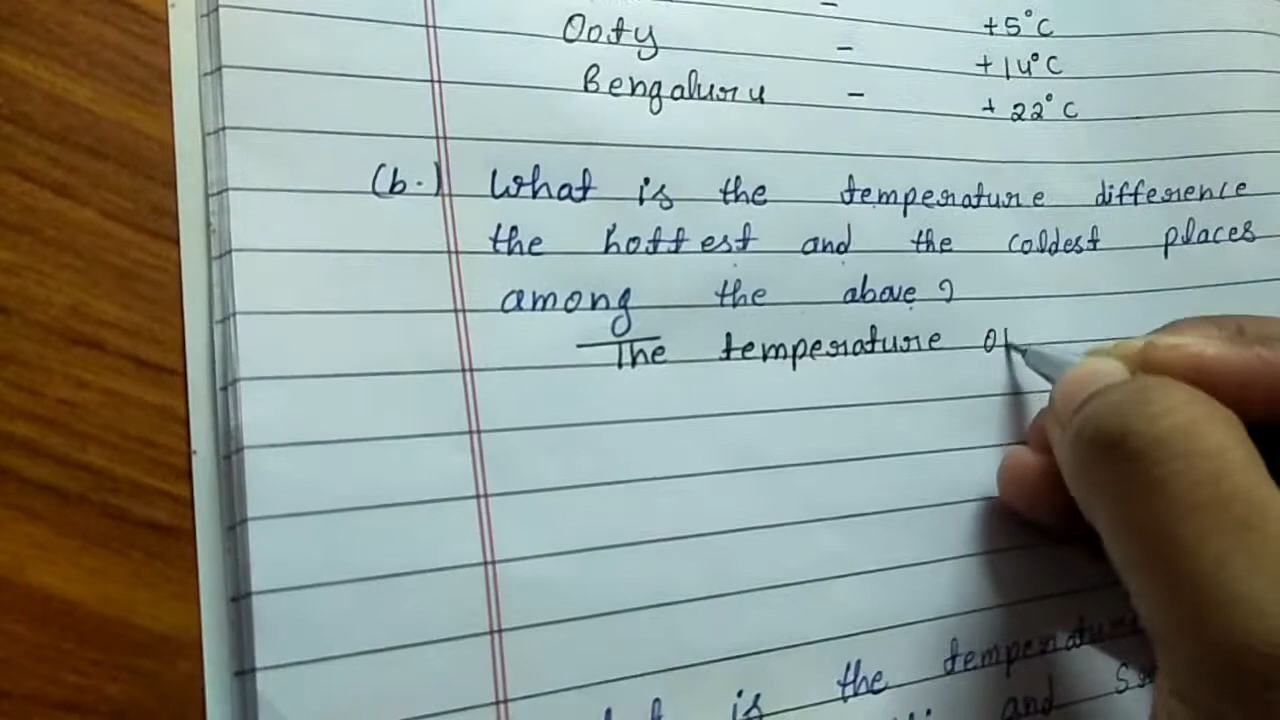 - +5°C
Ooty - +14°C
Bengaluru - +22°C
(b.) What is the temperature difference
the hottest and the coldest places
among the above?
The temperature of
the temperature
is and